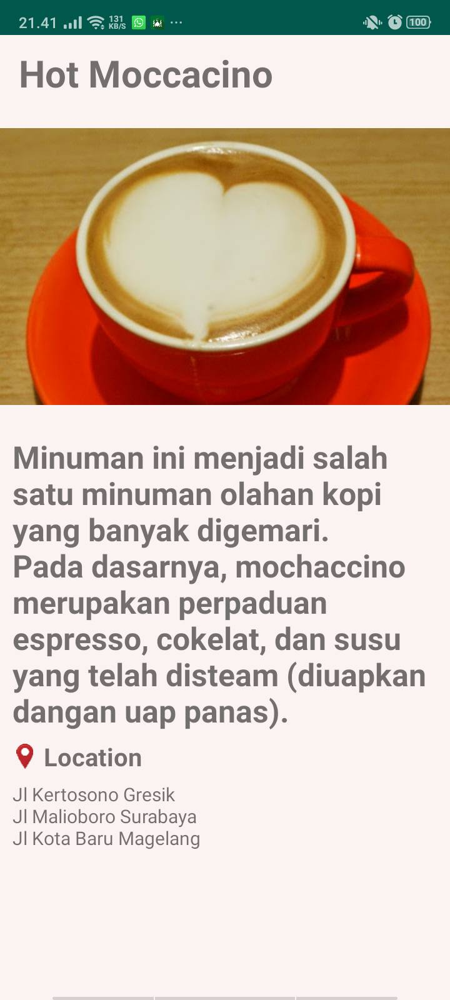 21.41 131 KB/S ... 100
Hot Moccacino
Minuman ini menjadi salah
satu minuman olahan kopi
yang banyak digemari.
Pada dasarnya, mochaccino
merupakan perpaduan
espresso, cokelat, dan susu
yang telah disteam (diuapkan
dangan uap panas).
Location
Jl Kertosono Gresik
Jl Malioboro Surabaya
Jl Kota Baru Magelang